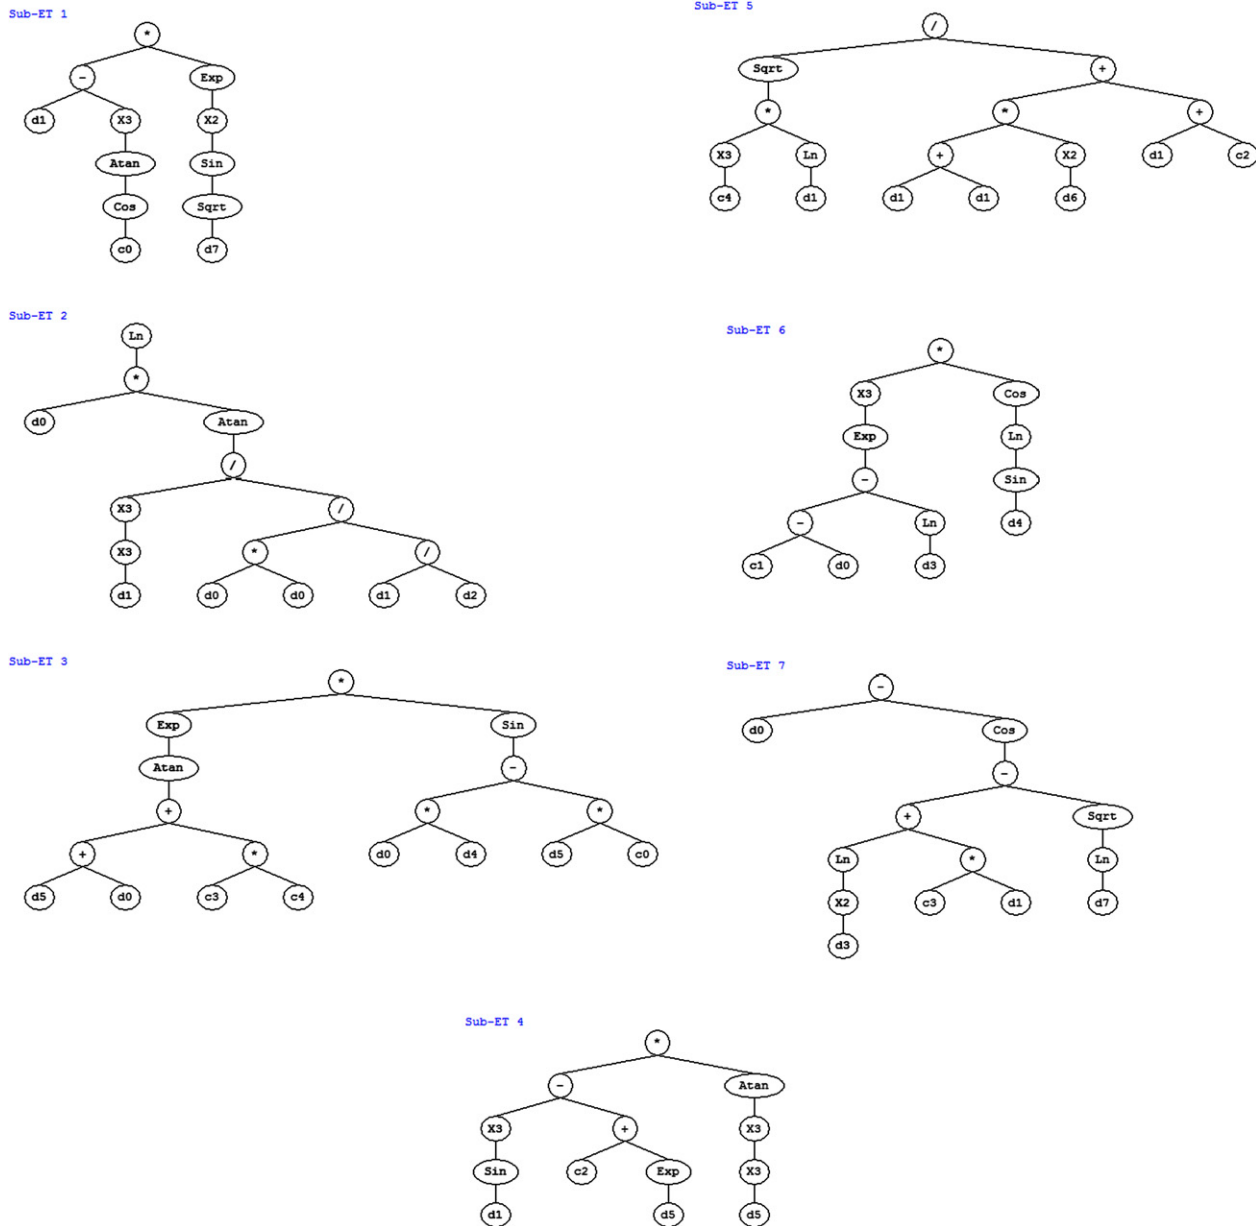 Sub-ET 1
*
- Exp
d1 X3 X2
Atan Sin
Cos Sqrt
c0 d7
Sub-ET 5
/
Sqrt +
* * +
X3 Ln + X2 d1 c2
c4 d1 d1 d1 d6
Sub-ET 2
Ln
*
d0 Atan
/
X3 /
X3 * /
d1 d0 d0 d1 d2
Sub-ET 6
*
X3 Cos
Exp Ln
- Sin
- Ln d4
c1 d0 d3
Sub-ET 3
*
Exp Sin
Atan -
+ * *
+ * d0 d4 d5 c0
d5 d0 c3 c4
Sub-ET 7
-
d0 Cos
-
+ Sqrt
Ln * Ln
X2 c3 d1 d7
d3
Sub-ET 4
*
- Atan
X3 + X3
Sin c2 Exp X3
d1 d5 d5